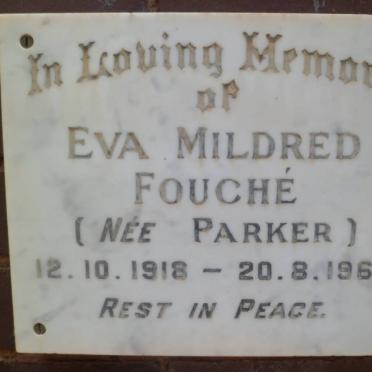 In Loving Memor
of
EVA MILDRED
FOUCHÉ
( NÉE PARKER )
12.10.1918 – 20.8.196
REST IN PEACE.